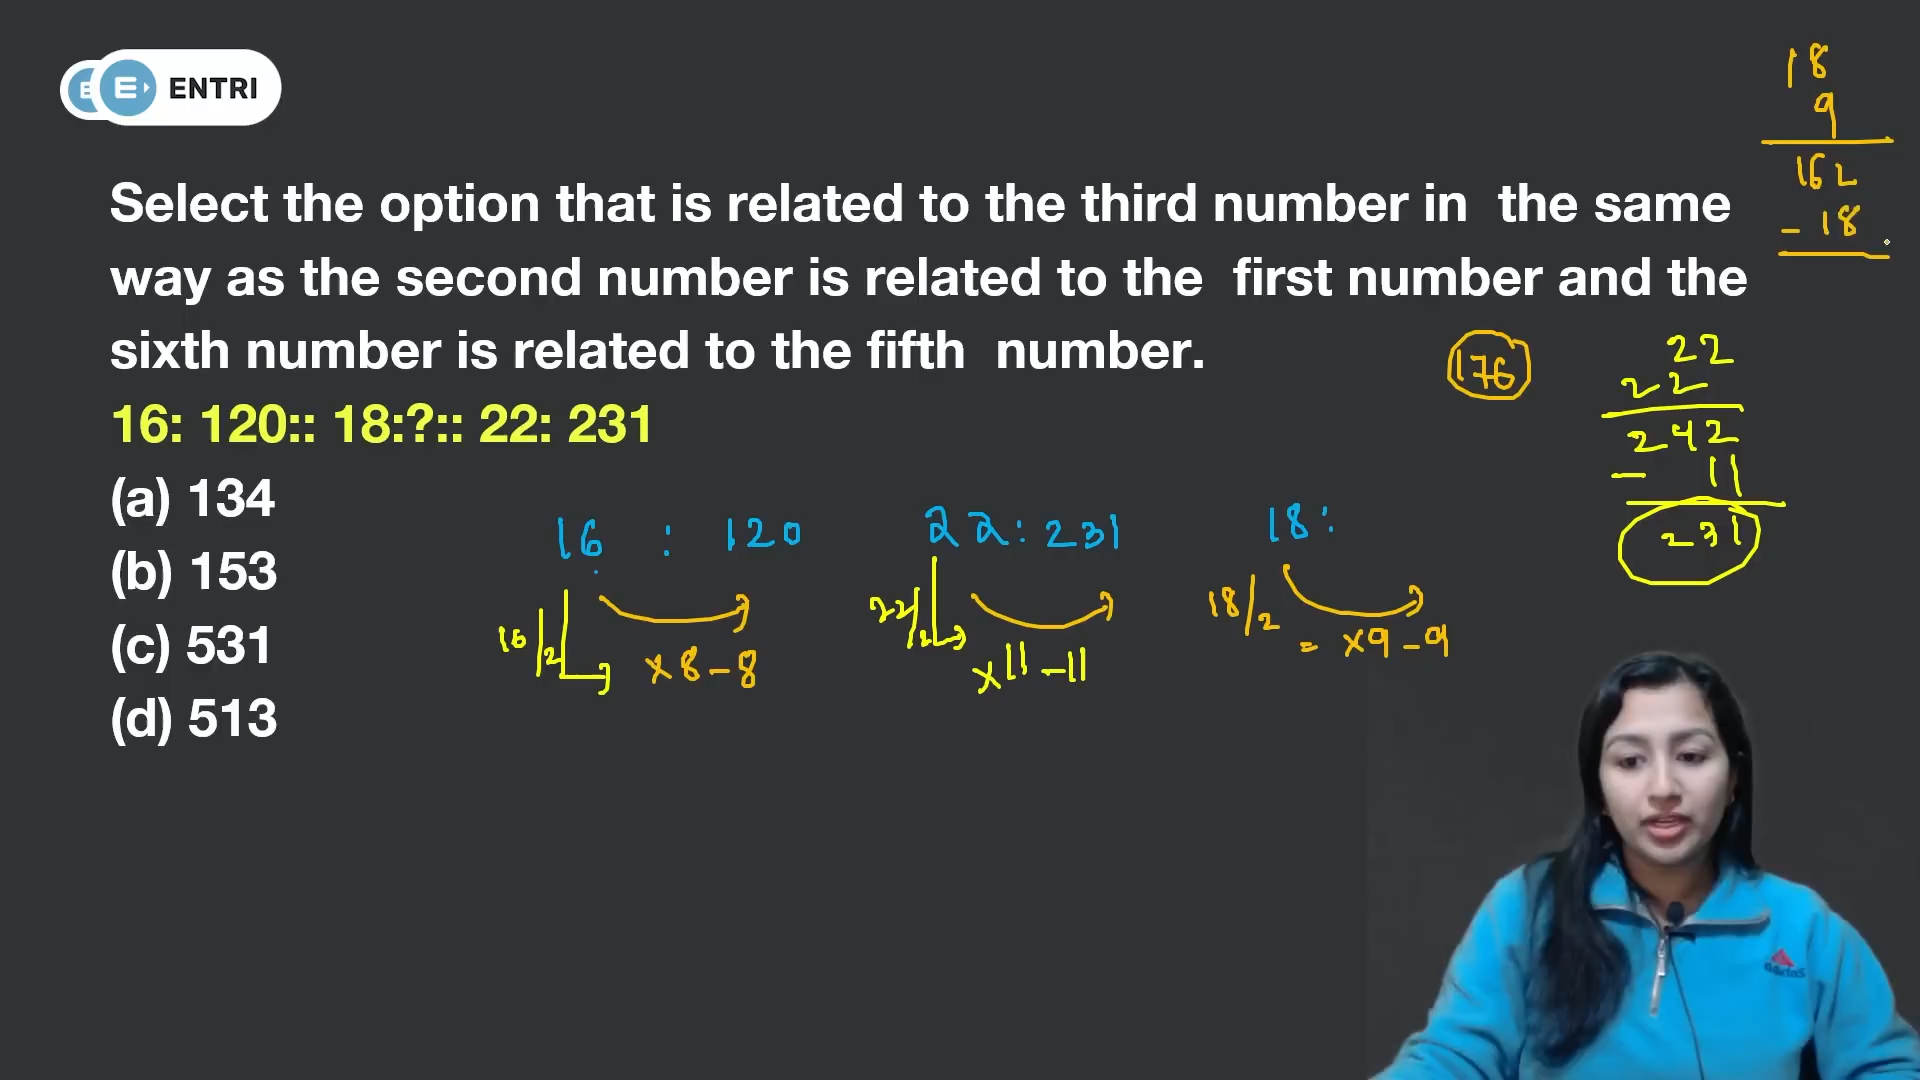 ENTRI
Select the option that is related to the third number in the same
way as the second number is related to the first number and the
sixth number is related to the fifth number.
16: 120:: 18:?:: 22: 231
(a) 134
(b) 153
(c) 531
(d) 513
16 : 120
16/2
x8-8
22: 231
22/2
x11-11
18:
18/2
= x9-9
176
22
22
242
- 11
231
18
9
162
- 18